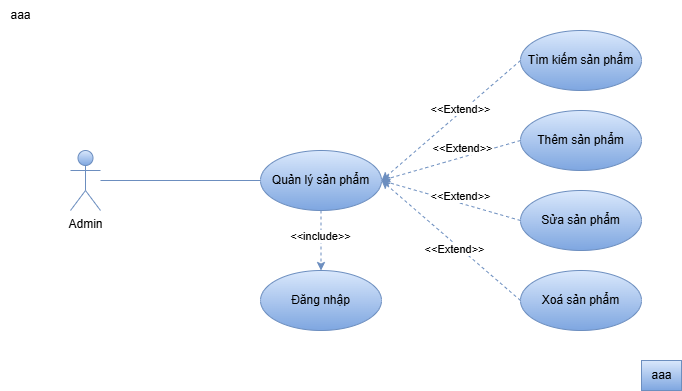 aaa
Tìm kiếm sản phẩm
<<Extend>>
Thêm sản phẩm
<<Extend>>
Quản lý sản phẩm
<<Extend>>
Sửa sản phẩm
Admin
<<include>>
<<Extend>>
Đăng nhập
Xoá sản phẩm
aaa